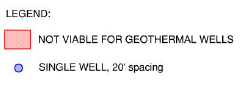 LEGEND:
NOT VIABLE FOR GEOTHERMAL WELLS
SINGLE WELL, 20' spacing